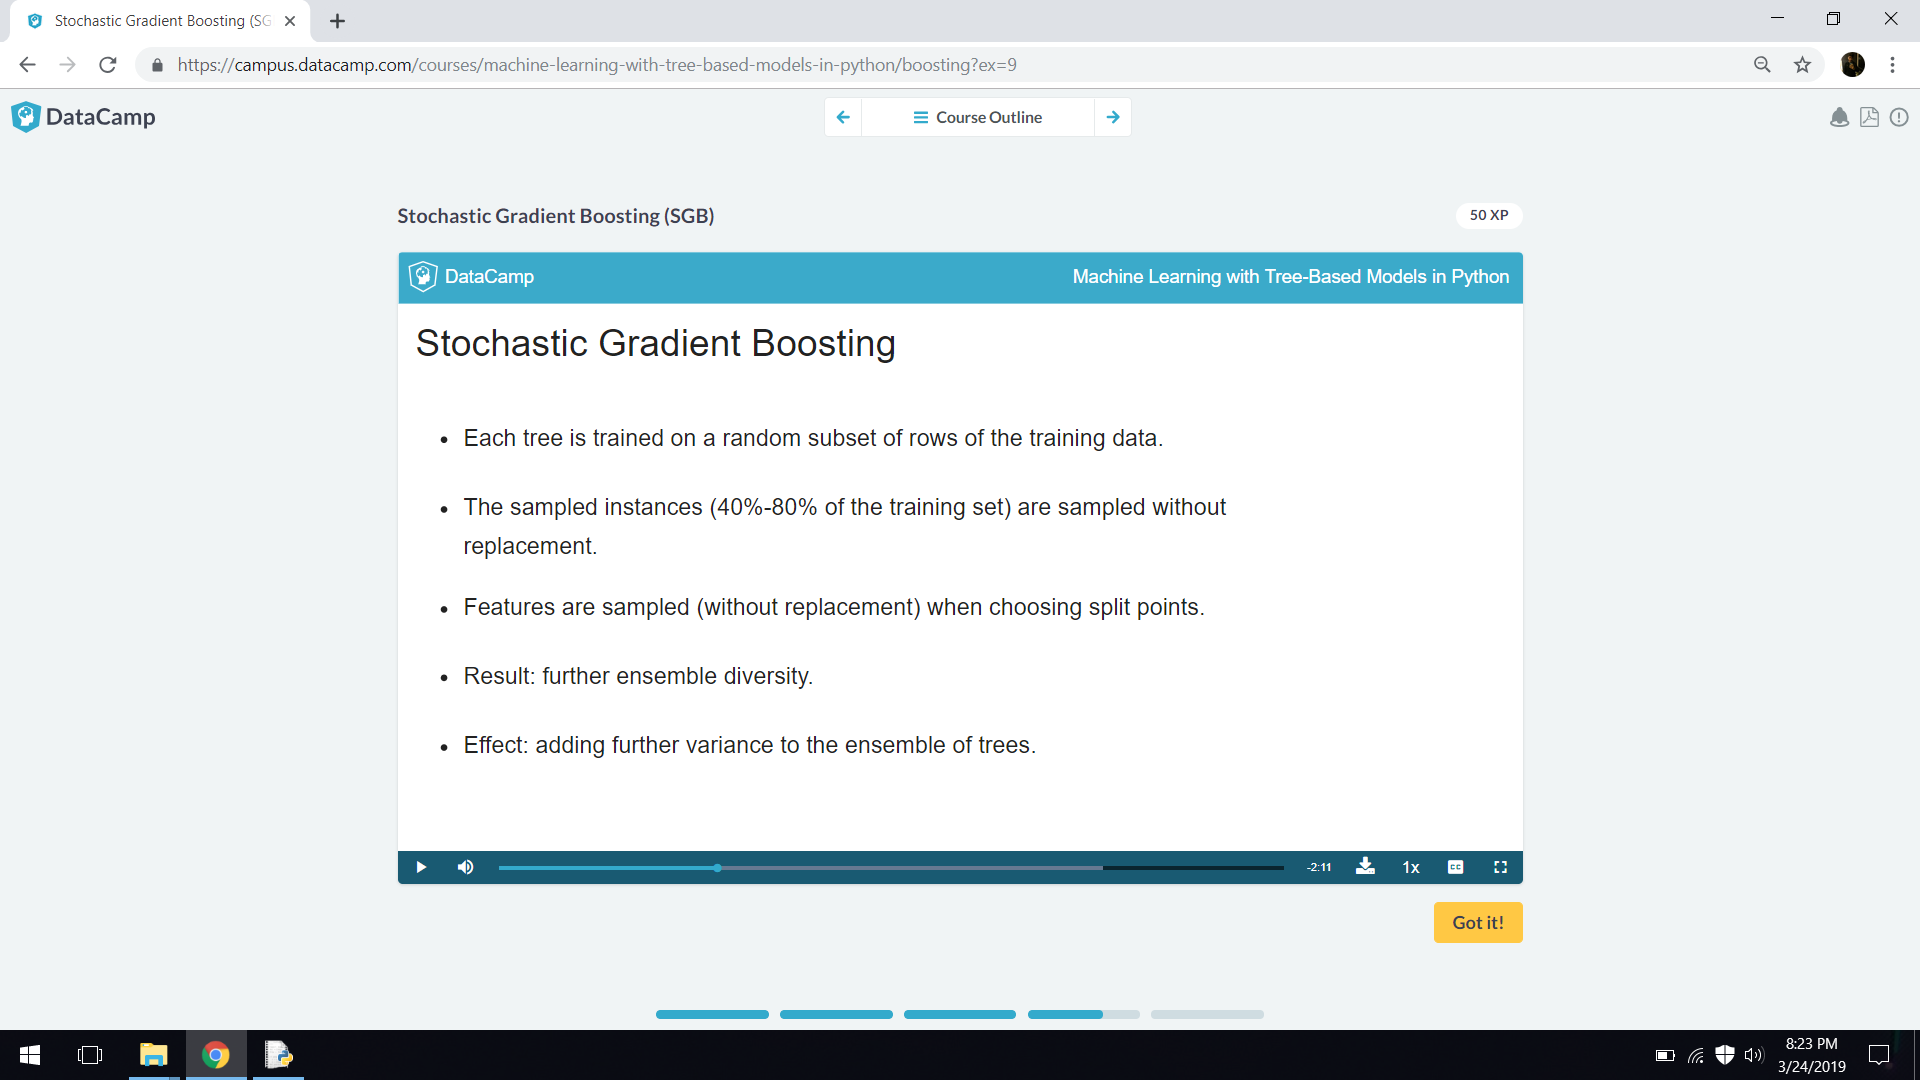 Stochastic Gradient Boosting (SG
https://campus.datacamp.com/courses/machine-learning-with-tree-based-models-in-python/boosting?ex=9
DataCamp
Course Outline
Stochastic Gradient Boosting (SGB)
50 XP
DataCamp
Machine Learning with Tree-Based Models in Python
Stochastic Gradient Boosting
• Each tree is trained on a random subset of rows of the training data.
• The sampled instances (40%-80% of the training set) are sampled without
replacement.
• Features are sampled (without replacement) when choosing split points.
• Result: further ensemble diversity.
• Effect: adding further variance to the ensemble of trees.
-2:11
1x
CC
Got it!
8:23 PM
3/24/2019